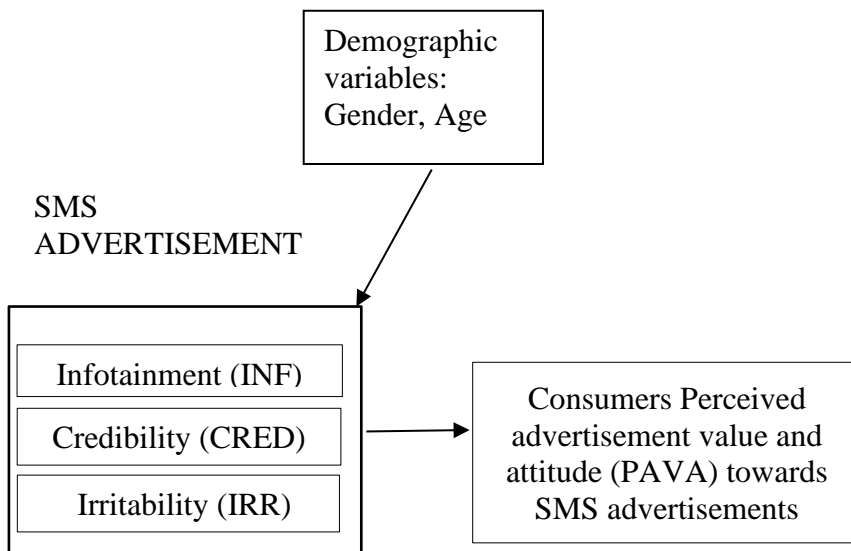 Demographic
variables:
Gender, Age
SMS
ADVERTISEMENT
Infotainment (INF)
Credibility (CRED)
Irritability (IRR)
Consumers Perceived
advertisement value and
attitude (PAVA) towards
SMS advertisements